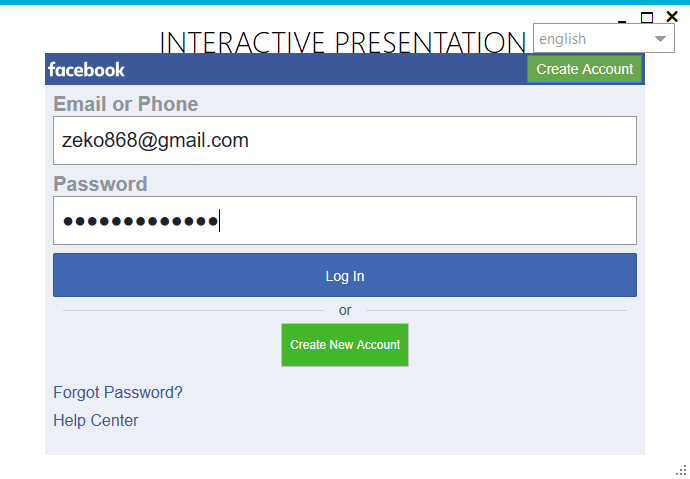 INTERACTIVE PRESENTATION
english
facebook
Create Account
Email or Phone
zeko868@gmail.com
Password
●●●●●●●●●●●●●
Log In
or
Create New Account
Forgot Password?
Help Center